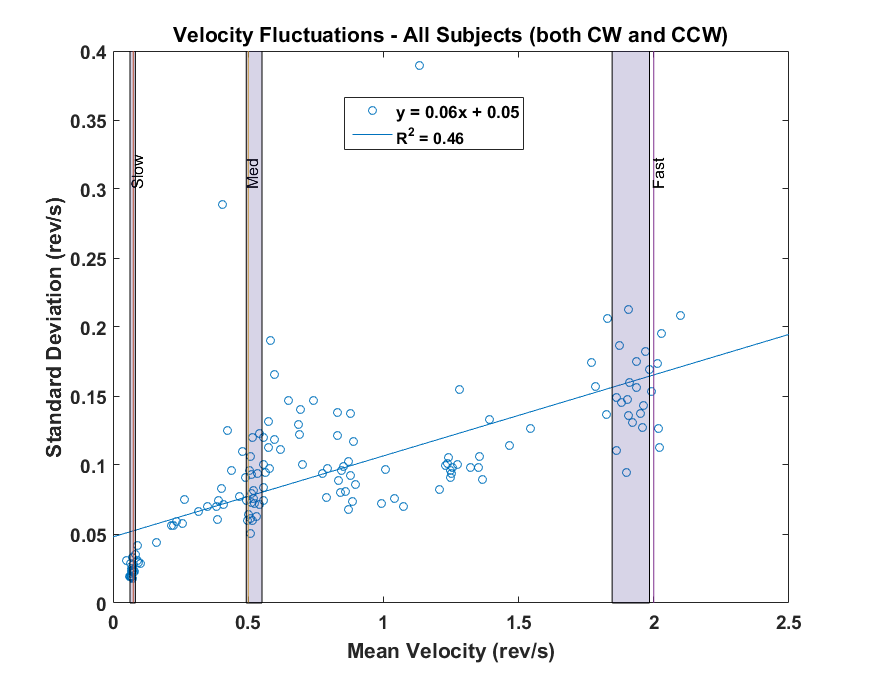 Velocity Fluctuations - All Subjects (both CW and CCW)
0.4
0.35
0.3
0.25
0.2
0.15
0.1
0.05
0
Standard Deviation (rev/s)
y = 0.06x + 0.05
R² = 0.46
Slow
Med
Fast
0
0.5
1
1.5
2
2.5
Mean Velocity (rev/s)